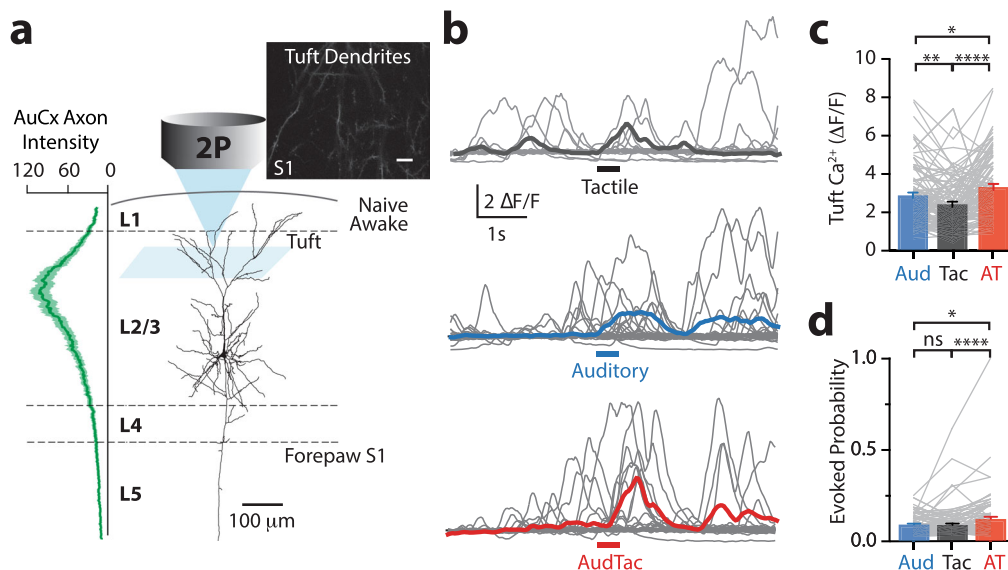 a
Tuft Dendrites
S1
2P
AuCx Axon
Intensity
120 60 0
Naive
Awake
L1
Tuft
L2/3
L4
Forepaw S1
L5
100 μm
b
Tactile
2 ΔF/F
1s
Auditory
AudTac
c
*
** ****
10
8
6
4
2
0
Tuft Ca²⁺ (ΔF/F)
Aud Tac AT
d
*
ns ****
1.0
0.5
0.0
Evoked Probability
Aud Tac AT